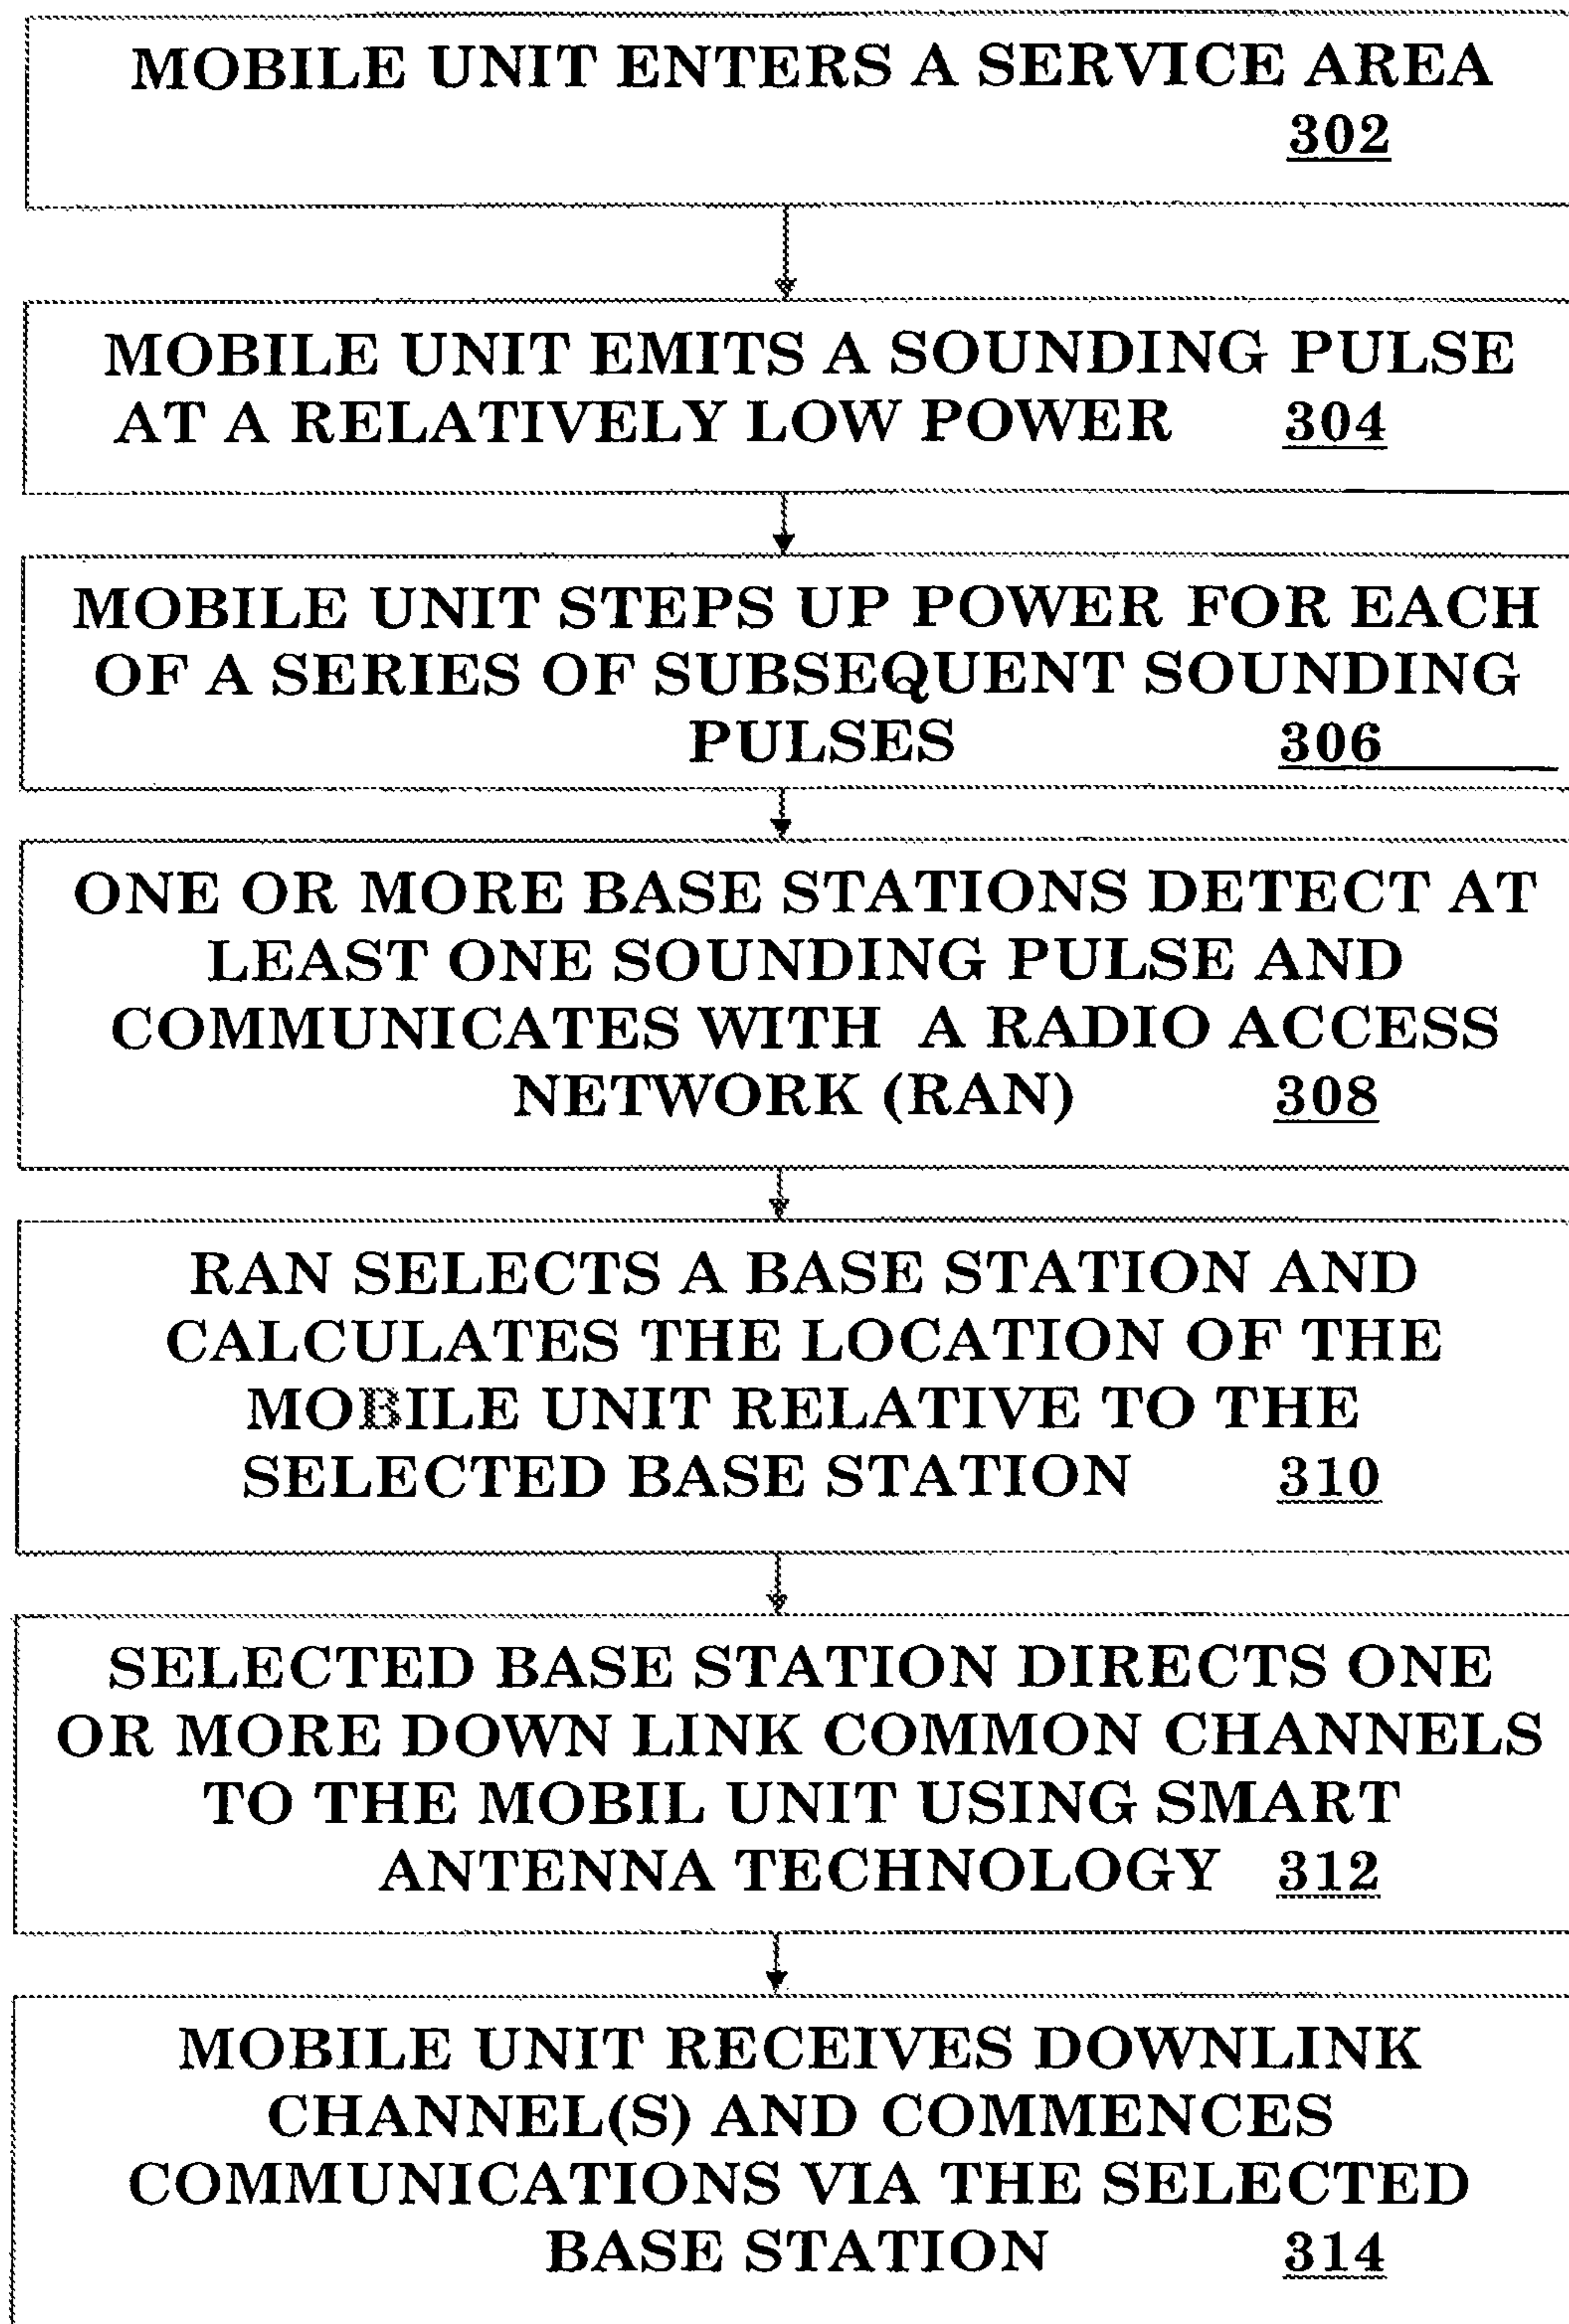 MOBILE UNIT ENTERS A SERVICE AREA
302
MOBILE UNIT EMITS A SOUNDING PULSE
AT A RELATIVELY LOW POWER 304
MOBILE UNIT STEPS UP POWER FOR EACH
OF A SERIES OF SUBSEQUENT SOUNDING
PULSES 306
ONE OR MORE BASE STATIONS DETECT AT
LEAST ONE SOUNDING PULSE AND
COMMUNICATES WITH A RADIO ACCESS
NETWORK (RAN) 308
RAN SELECTS A BASE STATION AND
CALCULATES THE LOCATION OF THE
MOBILE UNIT RELATIVE TO THE
SELECTED BASE STATION 310
SELECTED BASE STATION DIRECTS ONE
OR MORE DOWN LINK COMMON CHANNELS
TO THE MOBIL UNIT USING SMART
ANTENNA TECHNOLOGY 312
MOBILE UNIT RECEIVES DOWNLINK
CHANNEL(S) AND COMMENCES
COMMUNICATIONS VIA THE SELECTED
BASE STATION 314